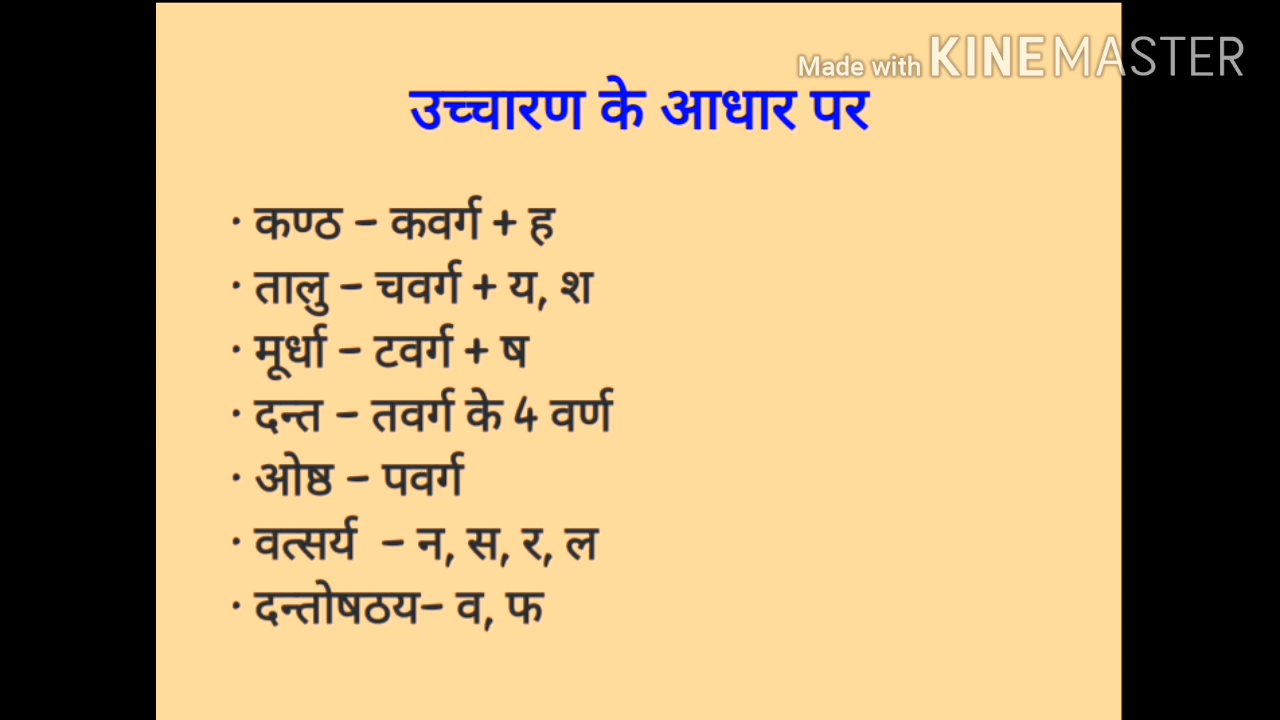 Made with KINEMASTER
उच्चारण के आधार पर
· कण्ठ – कवर्ग + ह
· तालु – चवर्ग + य, श
· मूर्धा – टवर्ग + ष
· दन्त – तवर्ग के 4 वर्ण
· ओष्ठ – पवर्ग
· वत्सर्य – न, स, र, ल
· दन्तोषठय– व, फ